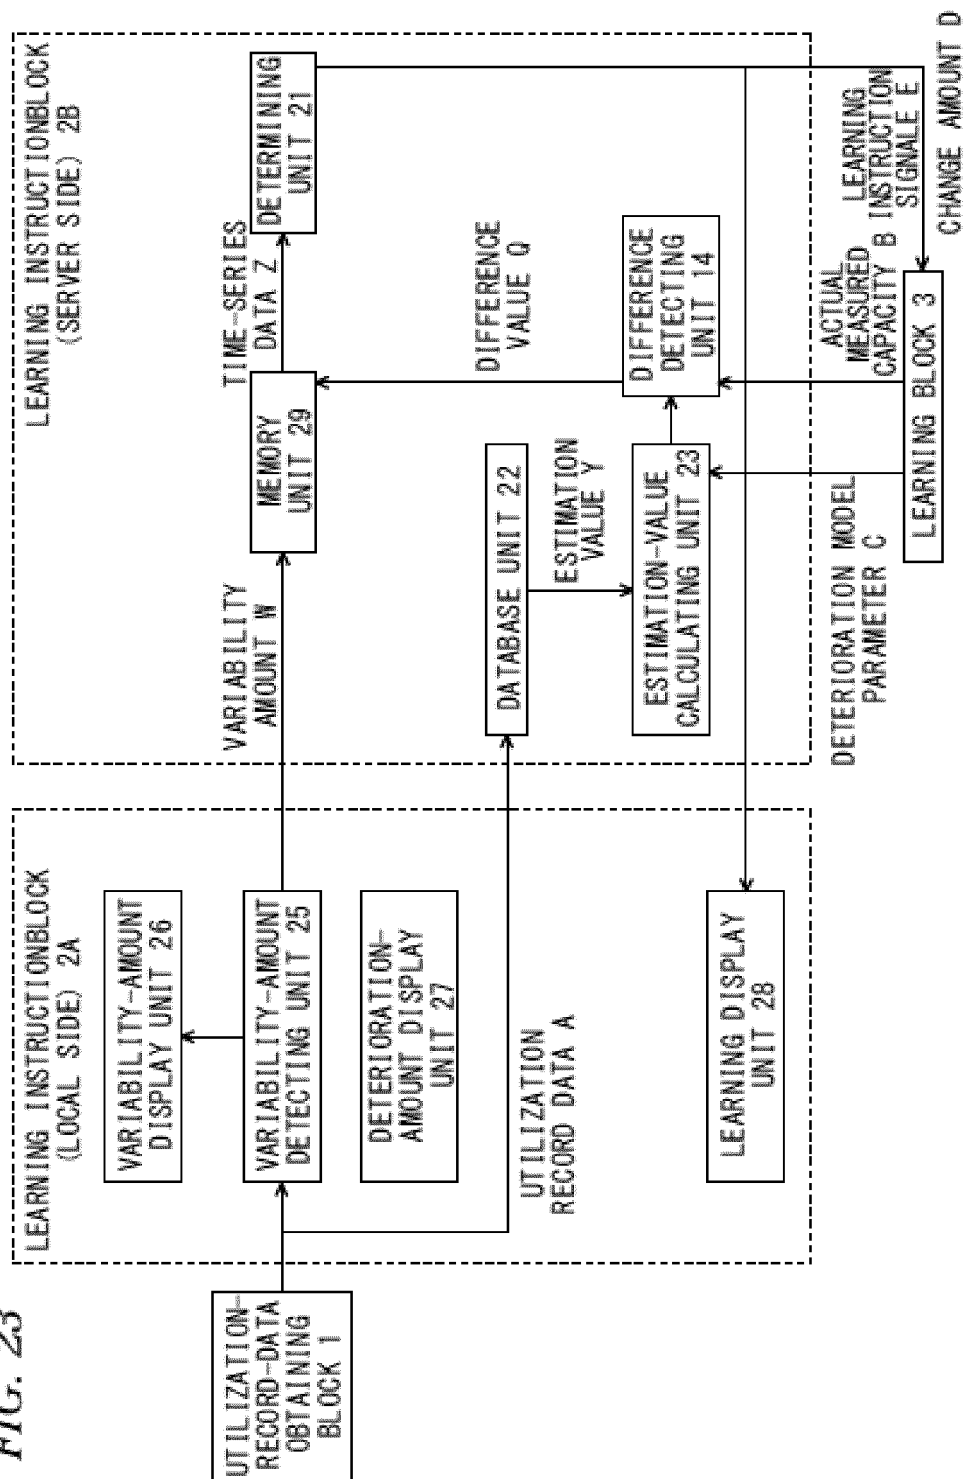 FIG. 23
LEARNING INSTRUCTIONBLOCK
(LOCAL SIDE) 2A
LEARNING INSTRUCTIONBLOCK
(SERVER SIDE) 2B
UTILIZATION-
RECORD-DATA
OBTAINING
BLOCK 1
VARIABILITY-AMOUNT
DISPLAY UNIT 26
VARIABILITY-AMOUNT
DETECTING UNIT 25
DETERIORATION-
AMOUNT DISPLAY
UNIT 27
UTILIZATION
RECORD DATA A
LEARNING DISPLAY
UNIT 28
VARIABILITY
AMOUNT W
MEMORY
UNIT 29
TIME-SERIES
DATA Z
DETERMINING
UNIT 21
DIFFERENCE
VALUE Q
DATABASE UNIT 22
ESTIMATION
VALUE Y
ESTIMATION-VALUE
CALCULATING UNIT 23
DIFFERENCE
DETECTING
UNIT 14
DETERIORATION MODEL
PARAMETER C
ACTUAL
MEASURED
CAPACITY B
LEARNING
INSTRUCTION
SIGNALE E
LEARNING BLOCK 3
CHANGE AMOUNT D